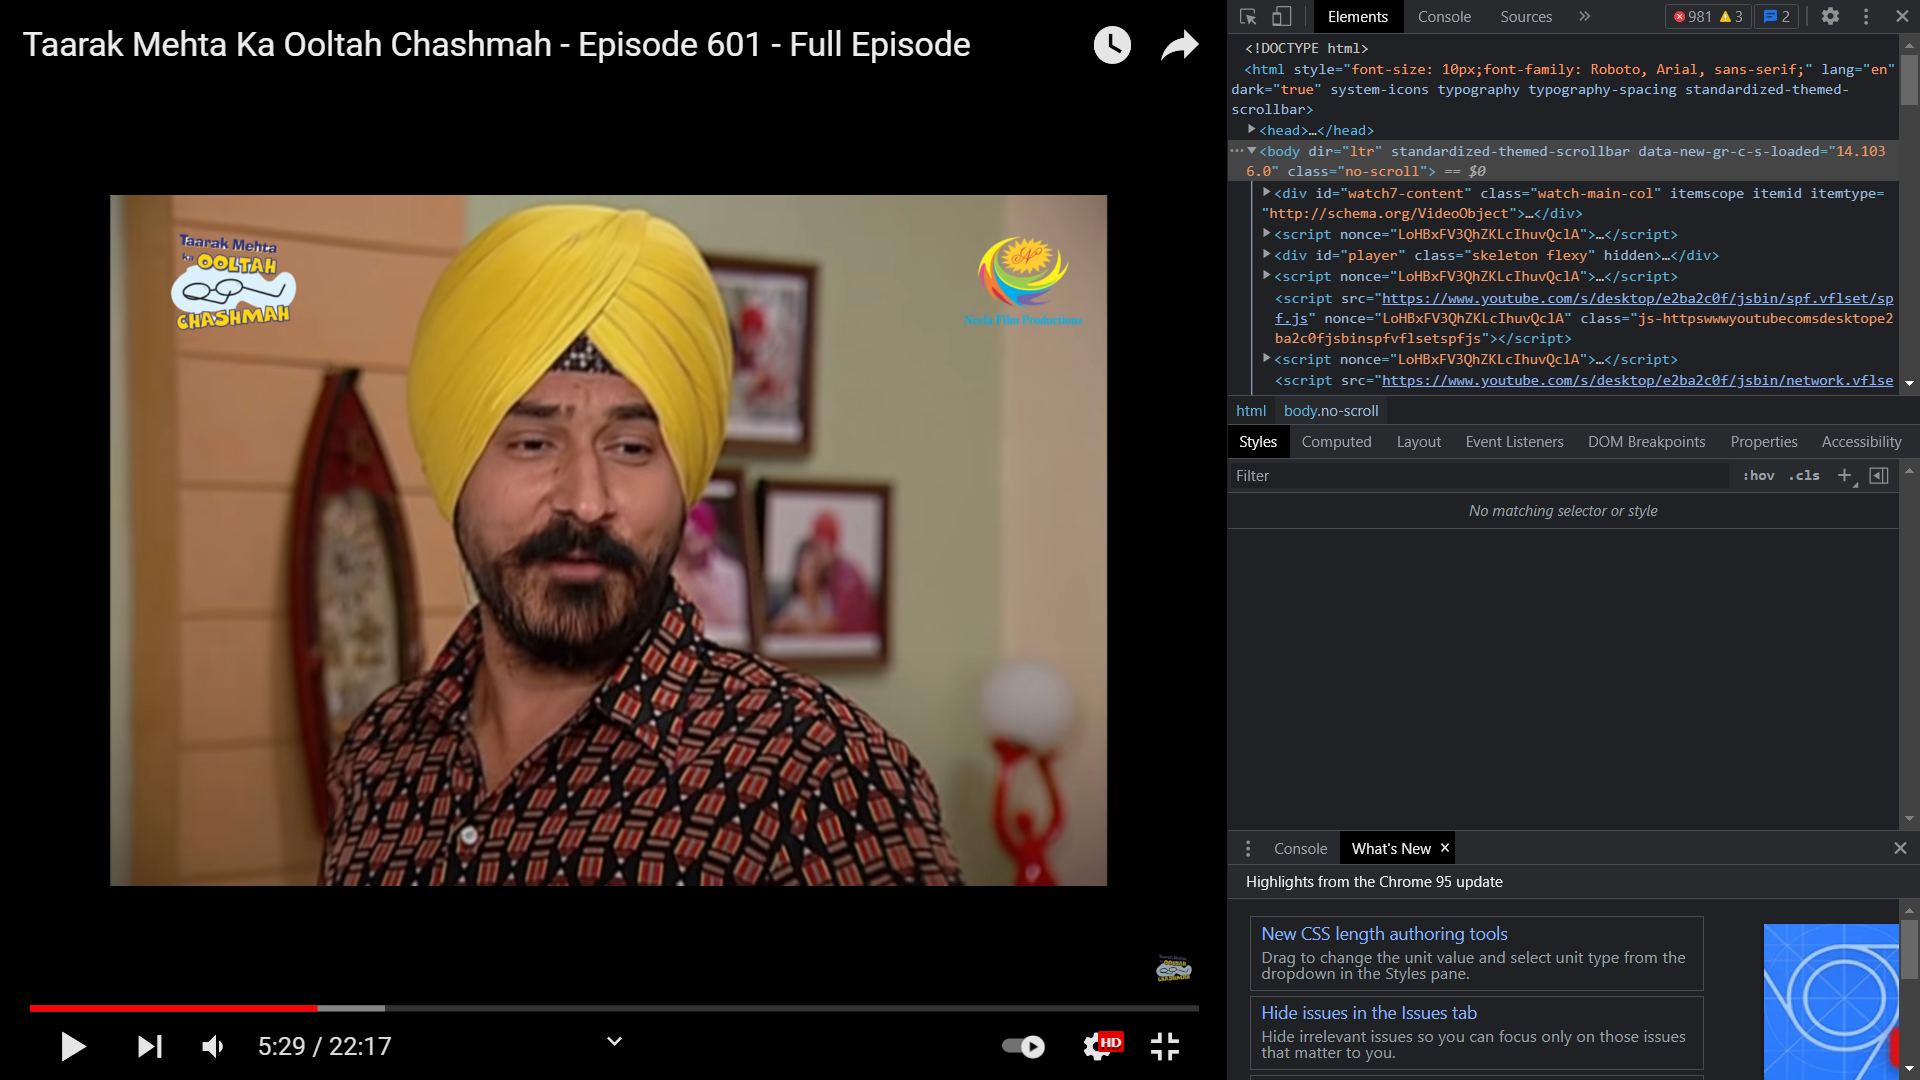 Taarak Mehta Ka Ooltah Chashmah - Episode 601 - Full Episode
Taarak Mehta
ka OOLTAH
CHASHMAH
Neela Film Productions
5:29 / 22:17
HD
Elements Console Sources » 981 3 2
<!DOCTYPE html>
<html style="font-size: 10px;font-family: Roboto, Arial, sans-serif;" lang="en"
dark="true" system-icons typography typography-spacing standardized-themed-
scrollbar>
<head>…</head>
<body dir="ltr" standardized-themed-scrollbar data-new-gr-c-s-loaded="14.103
6.0" class="no-scroll"> == $0
<div id="watch7-content" class="watch-main-col" itemscope itemid itemtype=
"http://schema.org/VideoObject">…</div>
<script nonce="LoHBxFV3QhZKLcIhuvQclA">…</script>
<div id="player" class="skeleton flexy" hidden>…</div>
<script nonce="LoHBxFV3QhZKLcIhuvQclA">…</script>
<script src="https://www.youtube.com/s/desktop/e2ba2c0f/jsbin/spf.vflset/sp
f.js" nonce="LoHBxFV3QhZKLcIhuvQclA" class="js-httpswwwyoutubecomsdesktope2
ba2c0fjsbinspfvflsetspfjs"></script>
<script nonce="LoHBxFV3QhZKLcIhuvQclA">…</script>
<script src="https://www.youtube.com/s/desktop/e2ba2c0f/jsbin/network.vflse
html body.no-scroll
Styles Computed Layout Event Listeners DOM Breakpoints Properties Accessibility
Filter :hov .cls +
No matching selector or style
Console What's New ×
Highlights from the Chrome 95 update
New CSS length authoring tools
Drag to change the unit value and select unit type from the
dropdown in the Styles pane.
Hide issues in the Issues tab
Hide irrelevant issues so you can focus only on those issues
that matter to you.